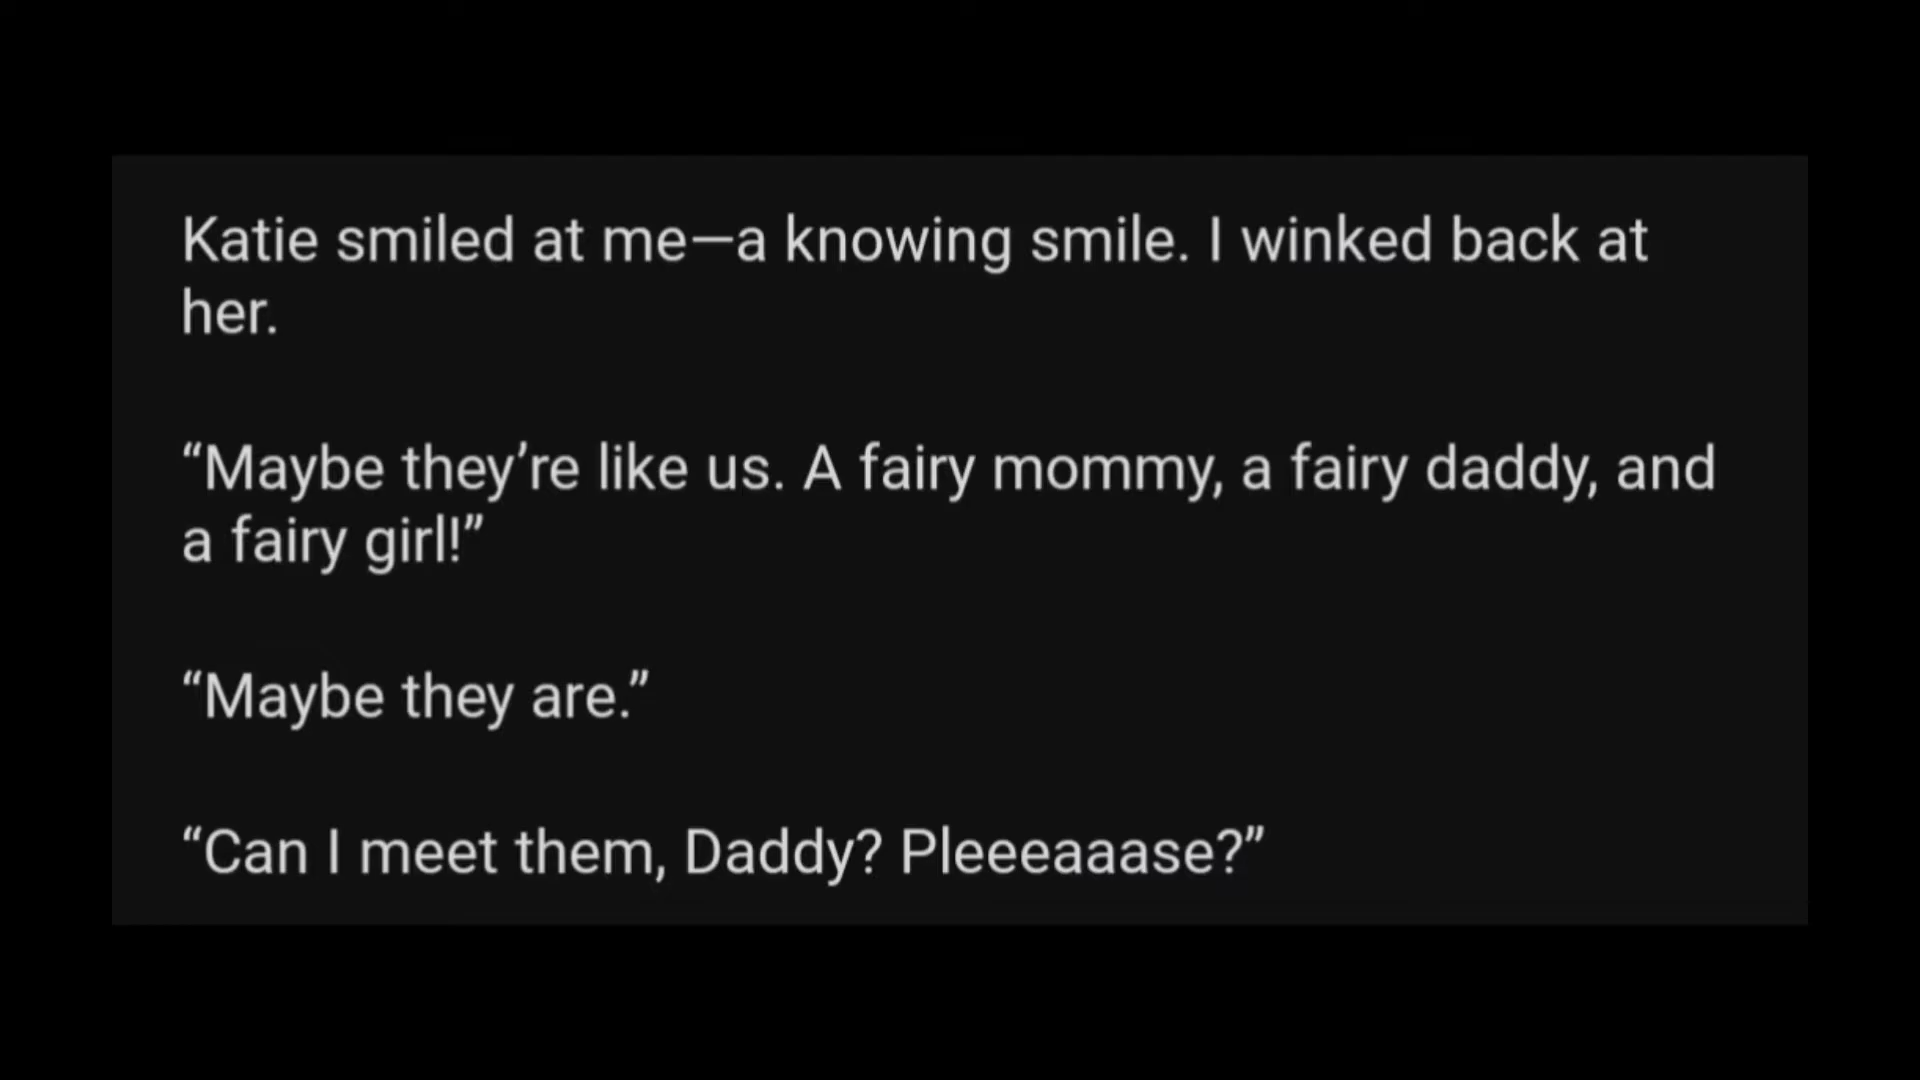 Katie smiled at me—a knowing smile. I winked back at
her.
“Maybe they’re like us. A fairy mommy, a fairy daddy, and
a fairy girl!”
“Maybe they are.”
“Can I meet them, Daddy? Pleeeaaase?”